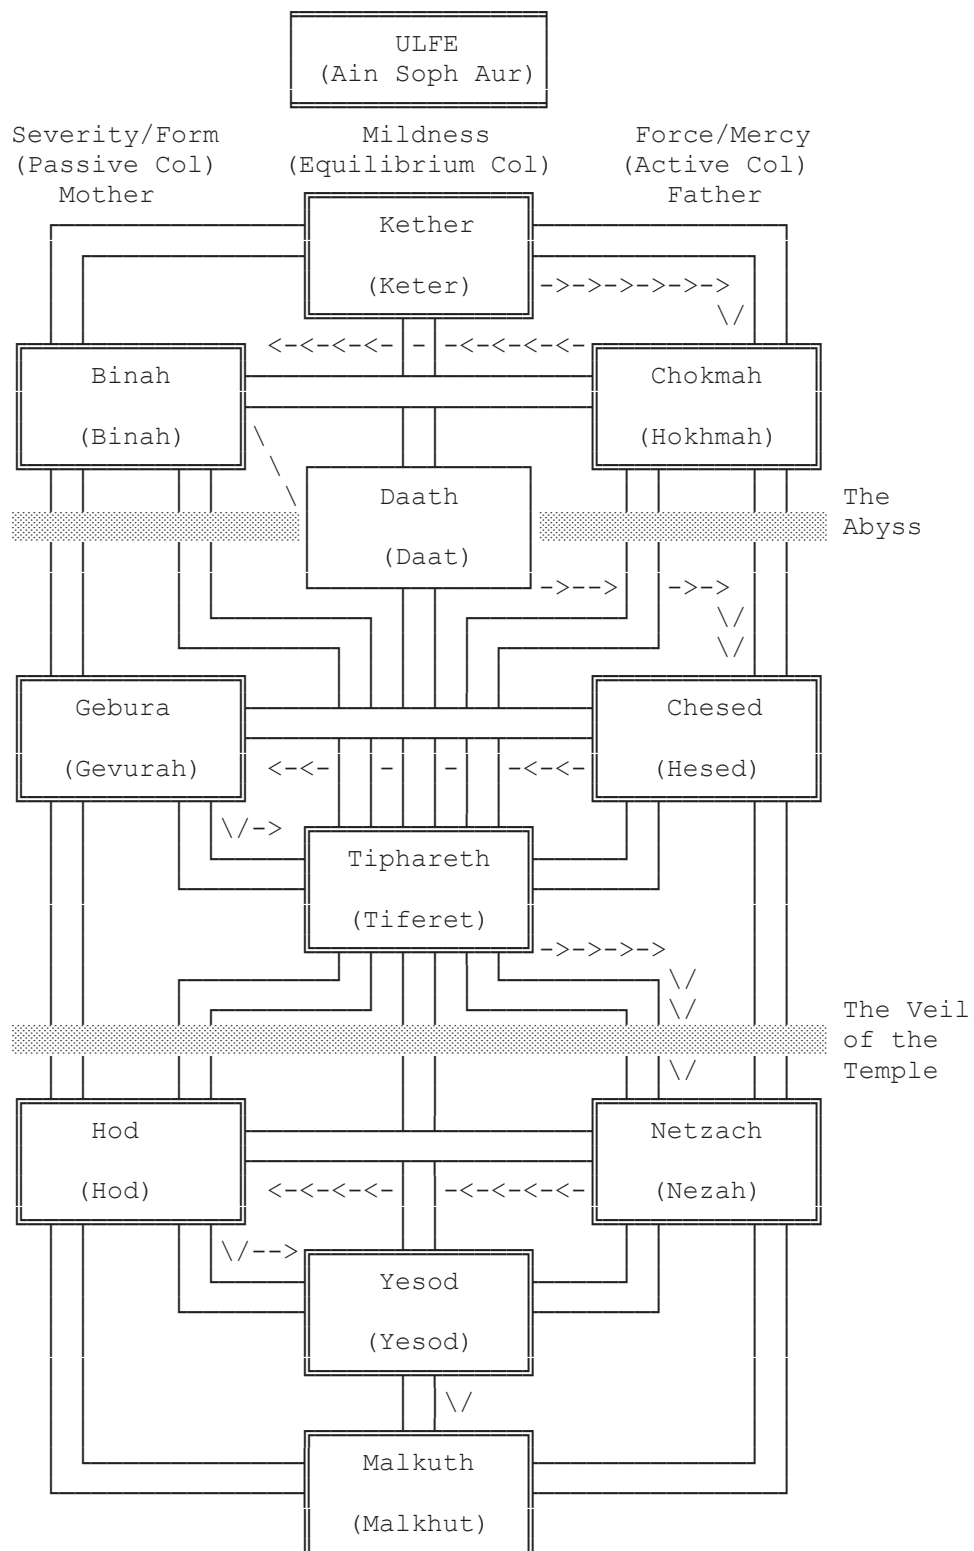 ULFE
(Ain Soph Aur)
Severity/Form Mildness Force/Mercy
(Passive Col) (Equilibrium Col) (Active Col)
Mother Father
Kether
(Keter) ->->->->->->
\/
<-<-<-<- - -<-<-<-<-
Binah Chokmah
(Binah) \ (Hokhmah)
\
\ Daath The
Abyss
(Daat)
->--> ->->
\/
\/
Gebura Chesed
(Gevurah) <-<- - - -<-<- (Hesed)
\/->
Tiphareth
(Tiferet)
->->->->
\/
\/ The Veil
of the
\/ Temple
Hod Netzach
(Hod) <-<-<-<- -<-<-<-<- (Nezah)
\/-->
Yesod
(Yesod)
\/
Malkuth
(Malkhut)